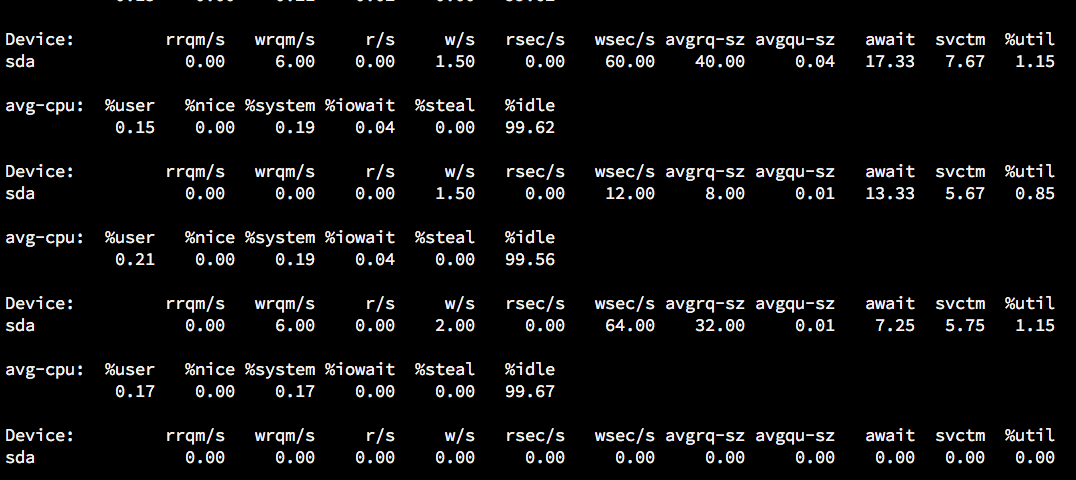 Device: rrqm/s wrqm/s r/s w/s rsec/s wsec/s avgrq-sz avgqu-sz await svctm %util
sda 0.00 6.00 0.00 1.50 0.00 60.00 40.00 0.04 17.33 7.67 1.15
avg-cpu: %user %nice %system %iowait %steal %idle
0.15 0.00 0.19 0.04 0.00 99.62
Device: rrqm/s wrqm/s r/s w/s rsec/s wsec/s avgrq-sz avgqu-sz await svctm %util
sda 0.00 0.00 0.00 1.50 0.00 12.00 8.00 0.01 13.33 5.67 0.85
avg-cpu: %user %nice %system %iowait %steal %idle
0.21 0.00 0.19 0.04 0.00 99.56
Device: rrqm/s wrqm/s r/s w/s rsec/s wsec/s avgrq-sz avgqu-sz await svctm %util
sda 0.00 6.00 0.00 2.00 0.00 64.00 32.00 0.01 7.25 5.75 1.15
avg-cpu: %user %nice %system %iowait %steal %idle
0.17 0.00 0.17 0.00 0.00 99.67
Device: rrqm/s wrqm/s r/s w/s rsec/s wsec/s avgrq-sz avgqu-sz await svctm %util
sda 0.00 0.00 0.00 0.00 0.00 0.00 0.00 0.00 0.00 0.00 0.00